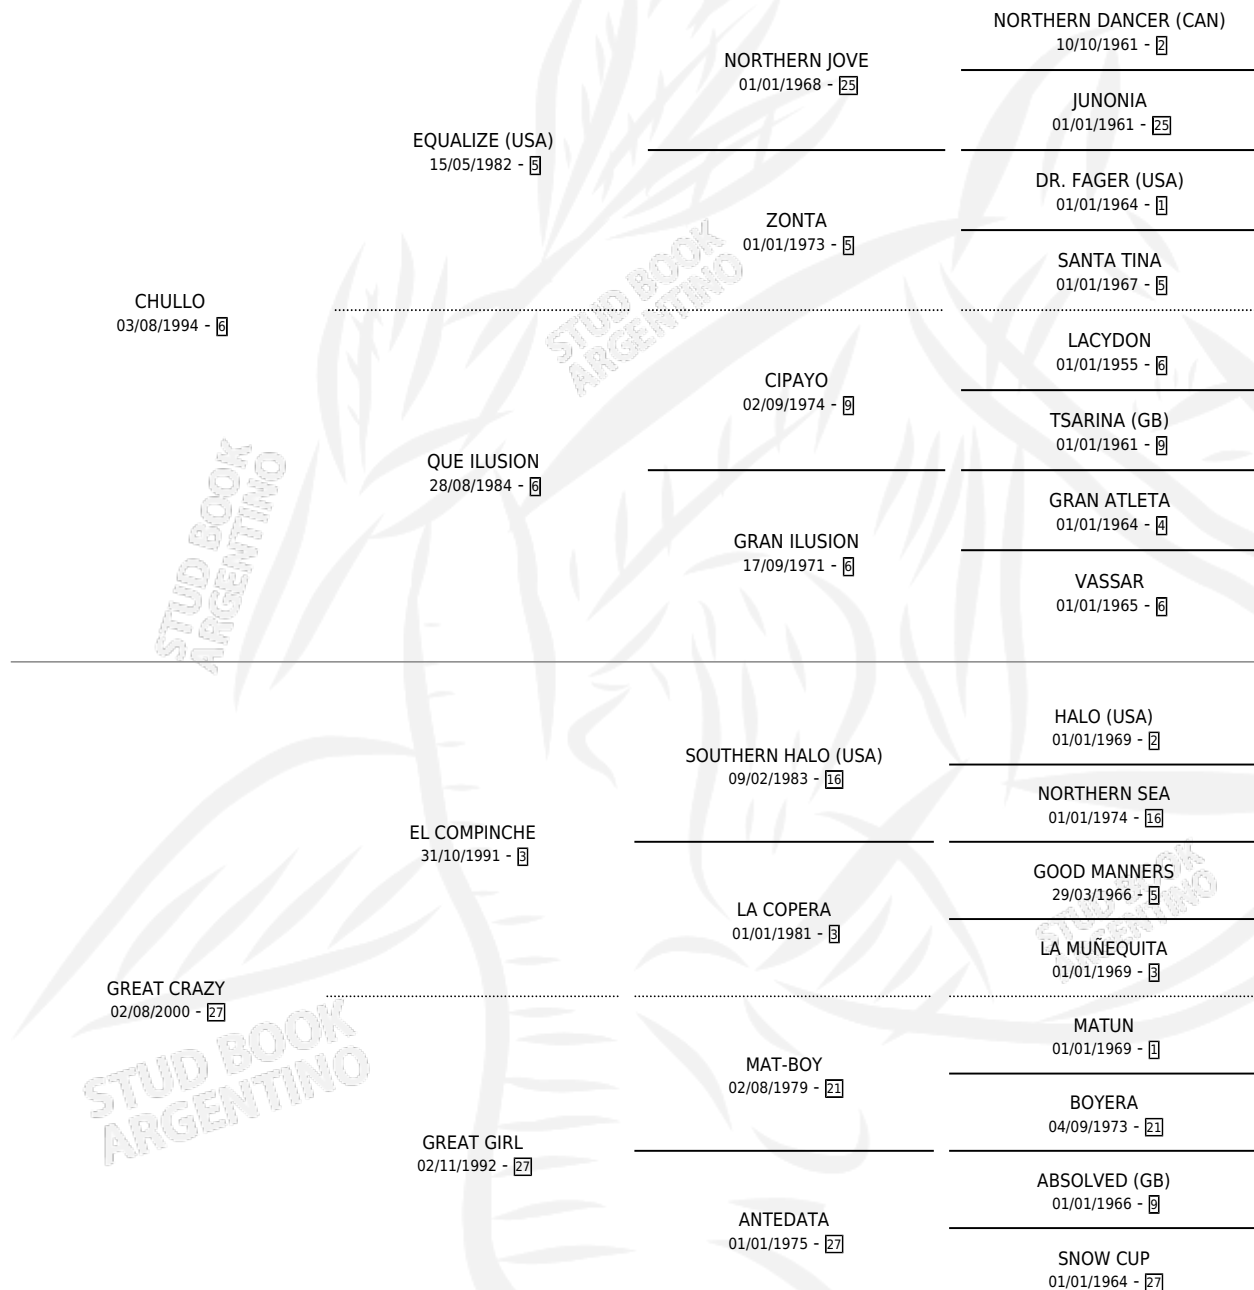 NORTHERN DANCER (CAN)
10/10/1961 - 2
NORTHERN JOVE
01/01/1968 - 25
JUNONIA
01/01/1961 - 25
EQUALIZE (USA)
15/05/1982 - 5
DR. FAGER (USA)
01/01/1964 - 1
ZONTA
01/01/1973 - 5
SANTA TINA
01/01/1967 - 5
CHULLO
03/08/1994 - 6
STUD BOOK
ARGENTINO
LACYDON
01/01/1955 - 6
CIPAYO
02/09/1974 - 9
TSARINA (GB)
01/01/1961 - 9
QUE ILUSION
28/08/1984 - 6
GRAN ATLETA
01/01/1964 - 4
GRAN ILUSION
17/09/1971 - 6
VASSAR
01/01/1965 - 6
STUD BOOK
ARGENTINO
HALO (USA)
01/01/1969 - 2
SOUTHERN HALO (USA)
09/02/1983 - 16
NORTHERN SEA
01/01/1974 - 16
EL COMPINCHE
31/10/1991 - 3
GOOD MANNERS
29/03/1966 - 5
STUD BOOK
ARGENTINO
LA COPERA
01/01/1981 - 3
LA MUÑEQUITA
01/01/1969 - 3
GREAT CRAZY
02/08/2000 - 27
STUD BOOK
ARGENTINO
MATUN
01/01/1969 - 1
MAT-BOY
02/08/1979 - 21
BOYERA
04/09/1973 - 21
GREAT GIRL
02/11/1992 - 27
ABSOLVED (GB)
01/01/1966 - 9
ANTEDATA
01/01/1975 - 27
SNOW CUP
01/01/1964 - 27